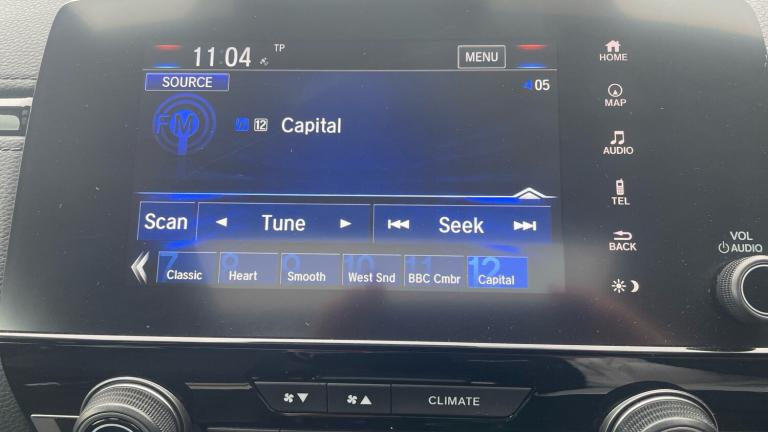 11:04 TP MENU
SOURCE 05
FM 12 Capital
Scan Tune Seek
7 Classic
8 Heart
9 Smooth
10 West Snd
11 BBC Cmbr
12 Capital
HOME
MAP
AUDIO
TEL
BACK
VOL
AUDIO
CLIMATE